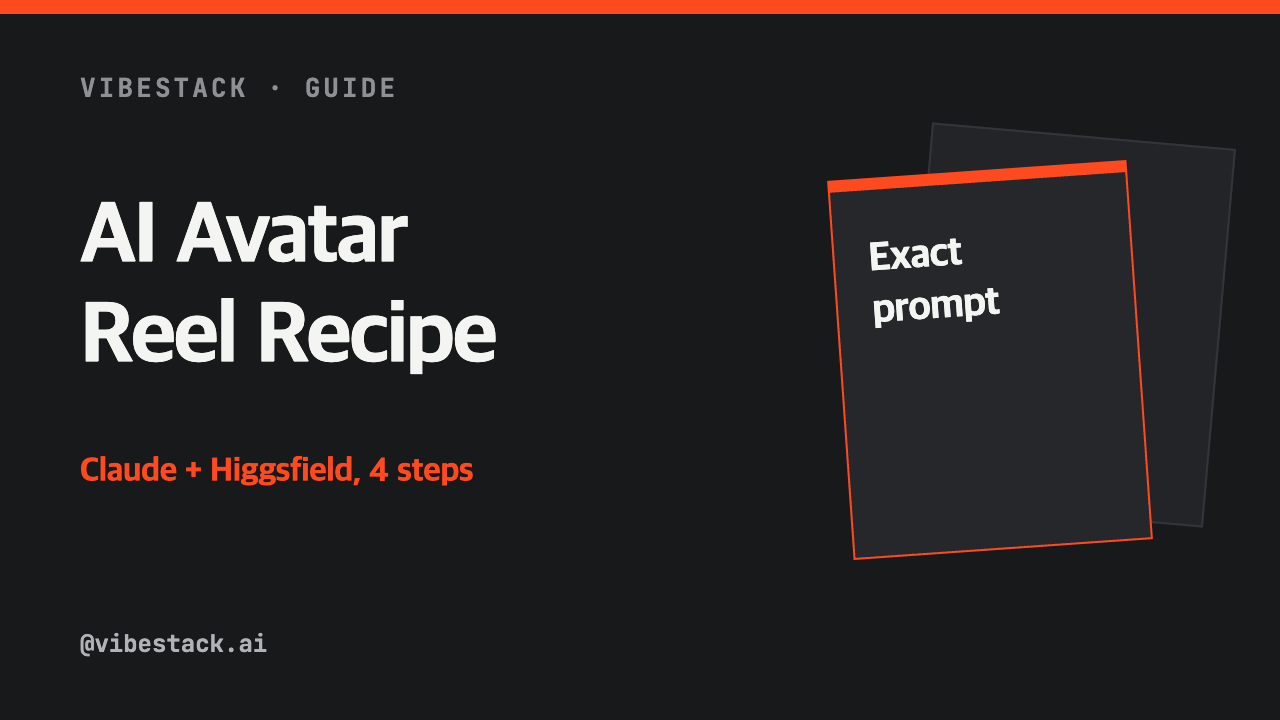 VIBESTACK · GUIDE
AI Avatar
Reel Recipe
Claude + Higgsfield, 4 steps
@vibestack.ai
Exact
prompt